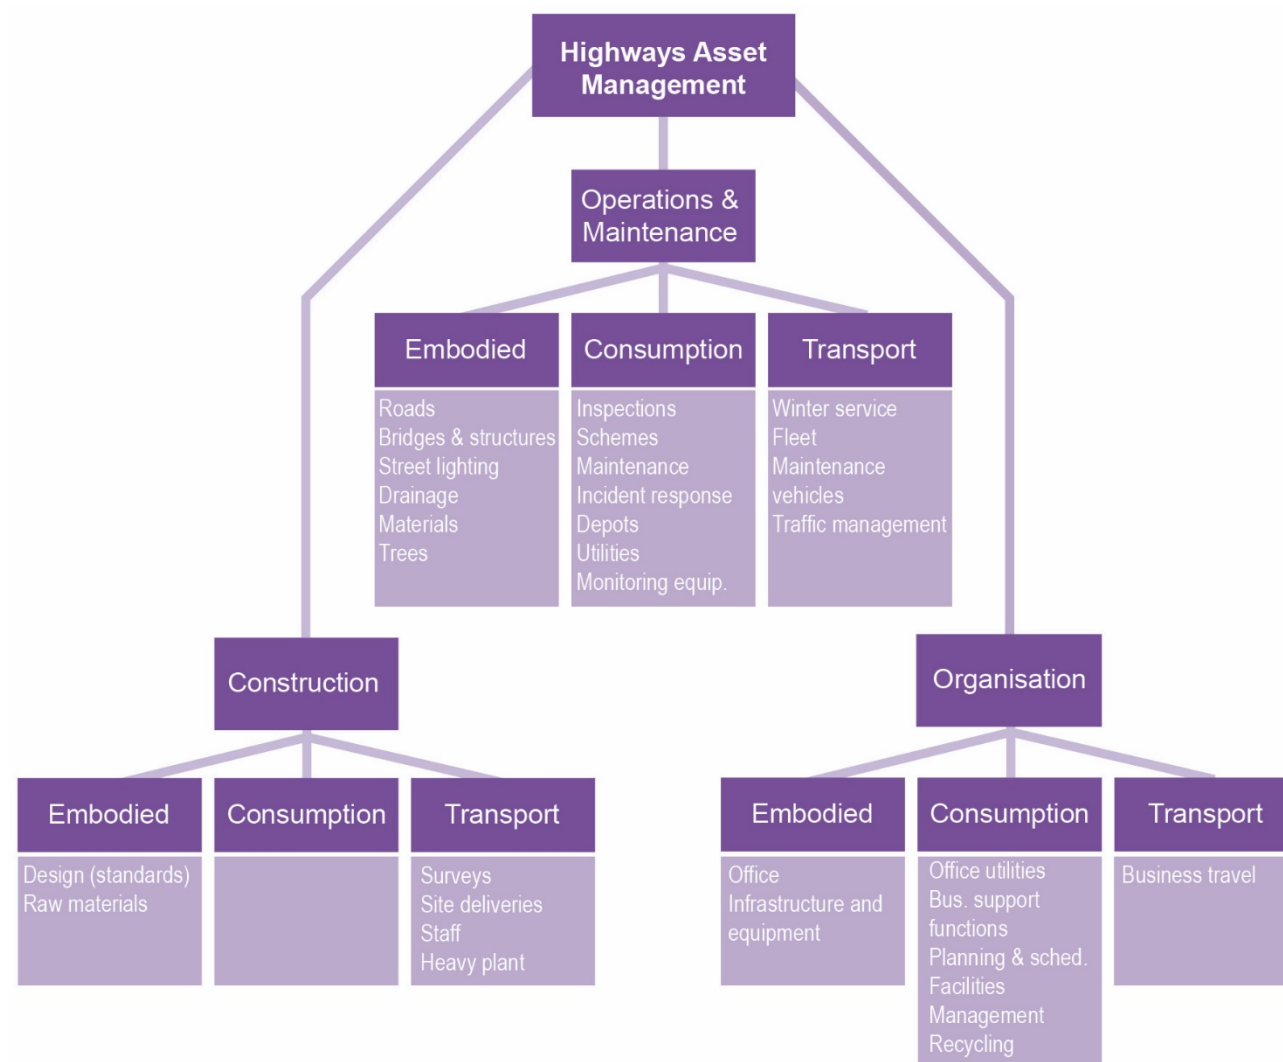 Highways Asset
Management
Operations &
Maintenance
Embodied
Roads
Bridges & structures
Street lighting
Drainage
Materials
Trees
Consumption
Inspections
Schemes
Maintenance
Incident response
Depots
Utilities
Monitoring equip.
Transport
Winter service
Fleet
Maintenance
vehicles
Traffic management
Construction
Embodied
Design (standards)
Raw materials
Consumption
Transport
Surveys
Site deliveries
Staff
Heavy plant
Organisation
Embodied
Office
Infrastructure and
equipment
Consumption
Office utilities
Bus. support
functions
Planning & sched.
Facilities
Management
Recycling
Transport
Business travel